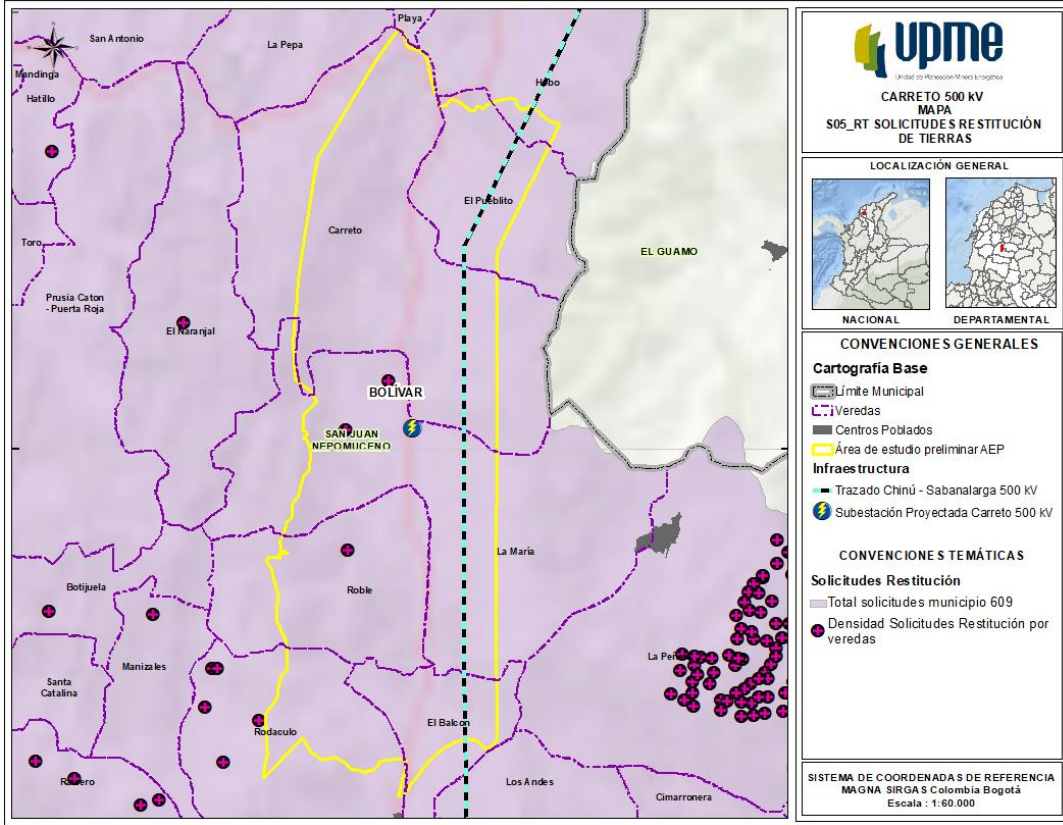 Playa
San Antonio
La Pepa
Mandinga
Hatillo
Hobo
El Pueblito
Carreto
Toro
EL GUAMO
Prusia Caton
- Puerta Roja
El Naranjal
BOLÍVAR
SAN JUAN
NEPOMUCENO
La María
Botijuela
Roble
Manizales
Santa
Catalina
El Balcon
Rodaculo
Los Andes
Cimarronera
upme
Unidad de Planeación Minero Energética
CARRETO 500 kV
MAPA
S05_RT SOLICITUDES RESTITUCIÓN
DE TIERRAS
LOCALIZACIÓN GENERAL
NACIONAL
DEPARTAMENTAL
CONVENCIONES GENERALES
Cartografía Base
Límite Municipal
Veredas
Centros Poblados
Área de estudio preliminar AEP
Infraestructura
Trazado Chinú - Sabanalarga 500 kV
Subestación Proyectada Carreto 500 kV
CONVENCIONES TEMÁTICAS
Solicitudes Restitución
Total solicitudes municipio 609
Densidad Solicitudes Restitución por
veredas
SISTEMA DE COORDENADAS DE REFERENCIA
MAGNA SIRGAS Colombia Bogotá
Escala : 1:60.000